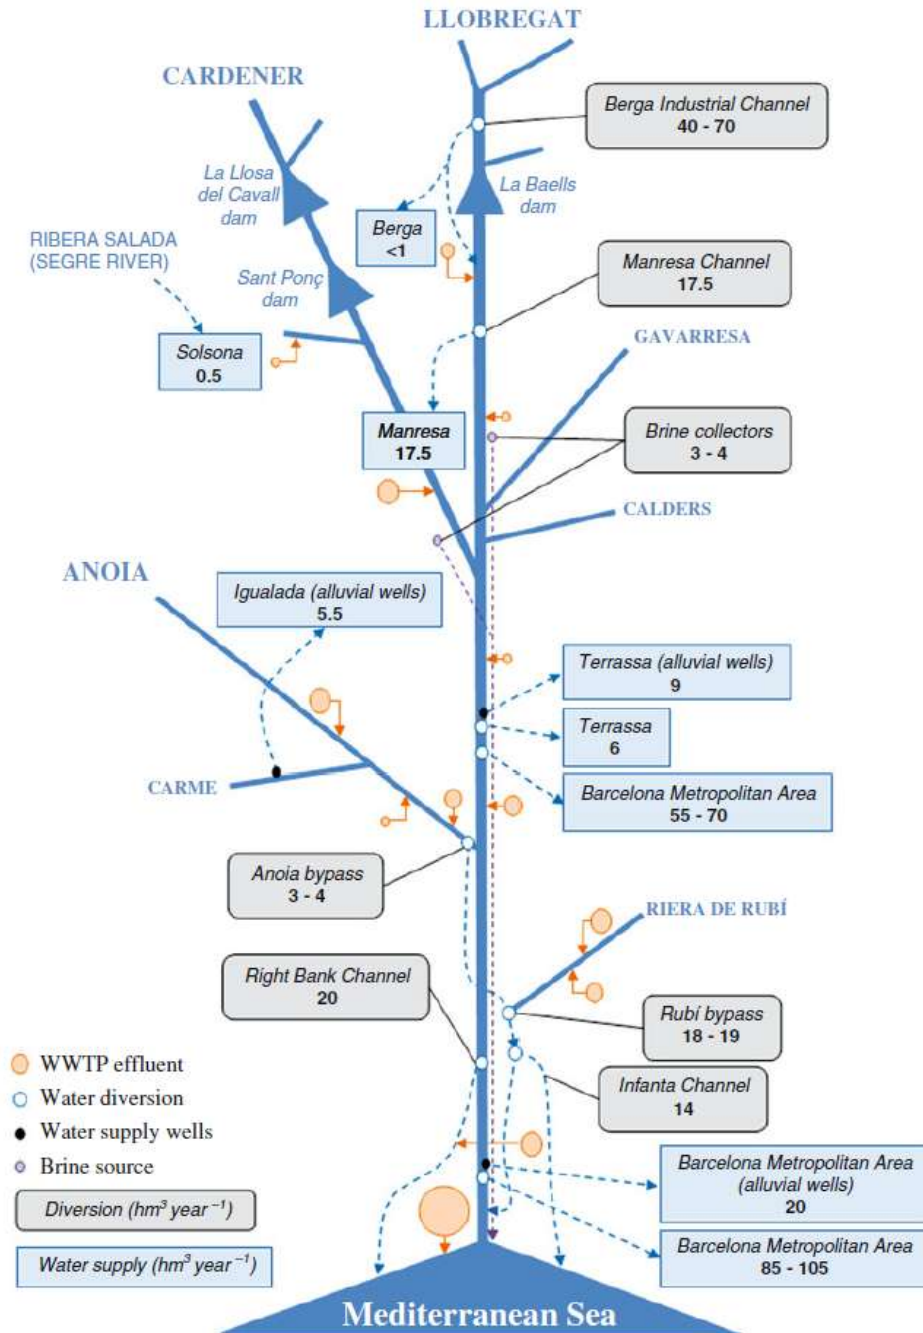 LLOBREGAT
CARDENER
Berga Industrial Channel
40 - 70
La Llosa
del Cavall
dam
La Baells
dam
Berga
<1
RIBERA SALADA
(SEGRE RIVER)
Sant Ponç
dam
Manresa Channel
17.5
Solsona
0.5
GAVARRESA
Manresa
17.5
Brine collectors
3 - 4
CALDERS
ANOIA
Igualada (alluvial wells)
5.5
Terrassa (alluvial wells)
9
Terrassa
6
CARME
Barcelona Metropolitan Area
55 - 70
Anoia bypass
3 - 4
RIERA DE RUBÍ
Right Bank Channel
20
Rubí bypass
18 - 19
WWTP effluent
Water diversion
Water supply wells
Brine source
Diversion (hm³ year⁻¹)
Water supply (hm³ year⁻¹)
Infanta Channel
14
Barcelona Metropolitan Area
(alluvial wells)
20
Barcelona Metropolitan Area
85 - 105
Mediterranean Sea